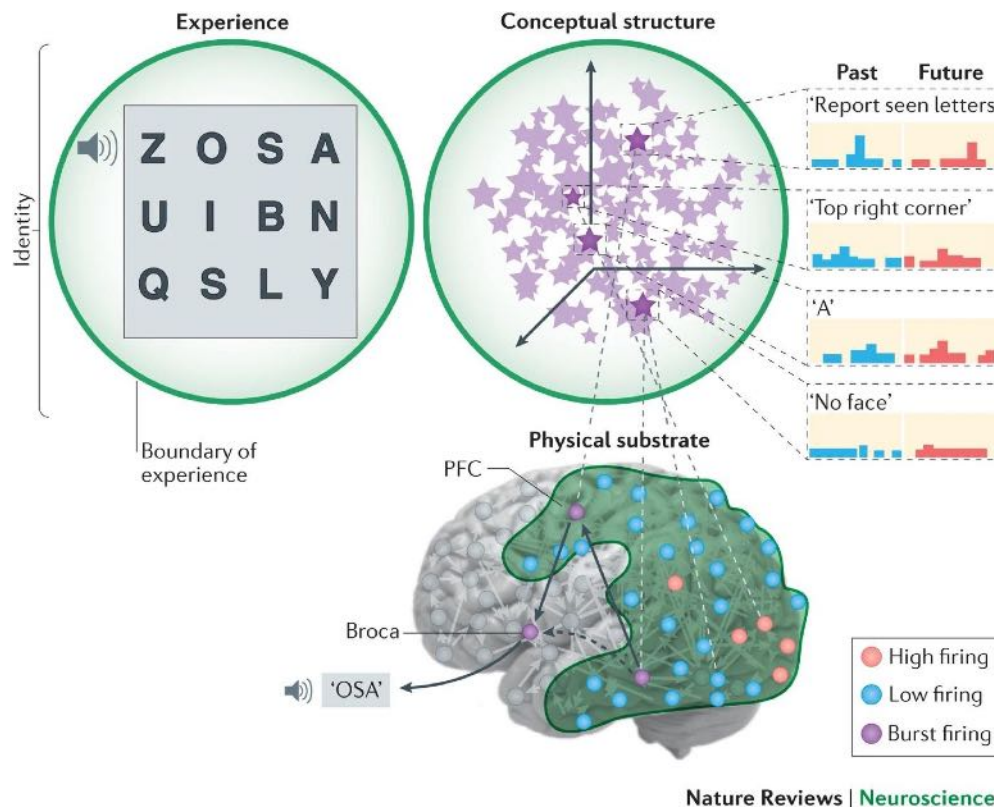 Experience
Conceptual structure
Past Future
'Report seen letters'
Z O S A
U I B N
Q S L Y
Identity
'Top right corner'
'A'
'No face'
Boundary of
experience
Physical substrate
PFC
Broca
'OSA'
High firing
Low firing
Burst firing
Nature Reviews | Neuroscience